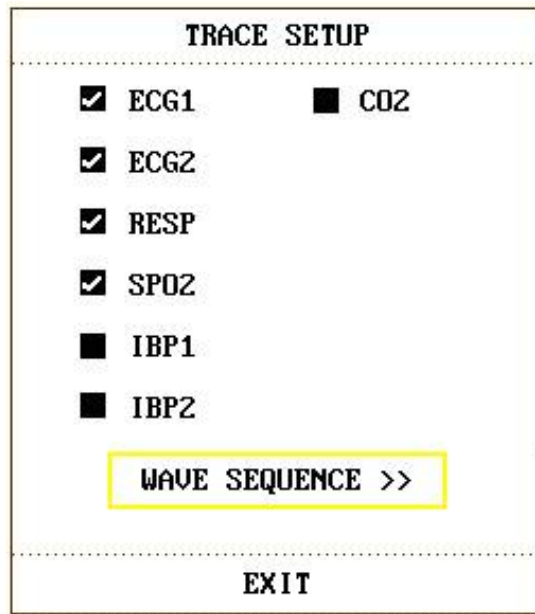 TRACE SETUP
ECG1 CO2
ECG2
RESP
SPO2
IBP1
IBP2
WAVE SEQUENCE >>
EXIT